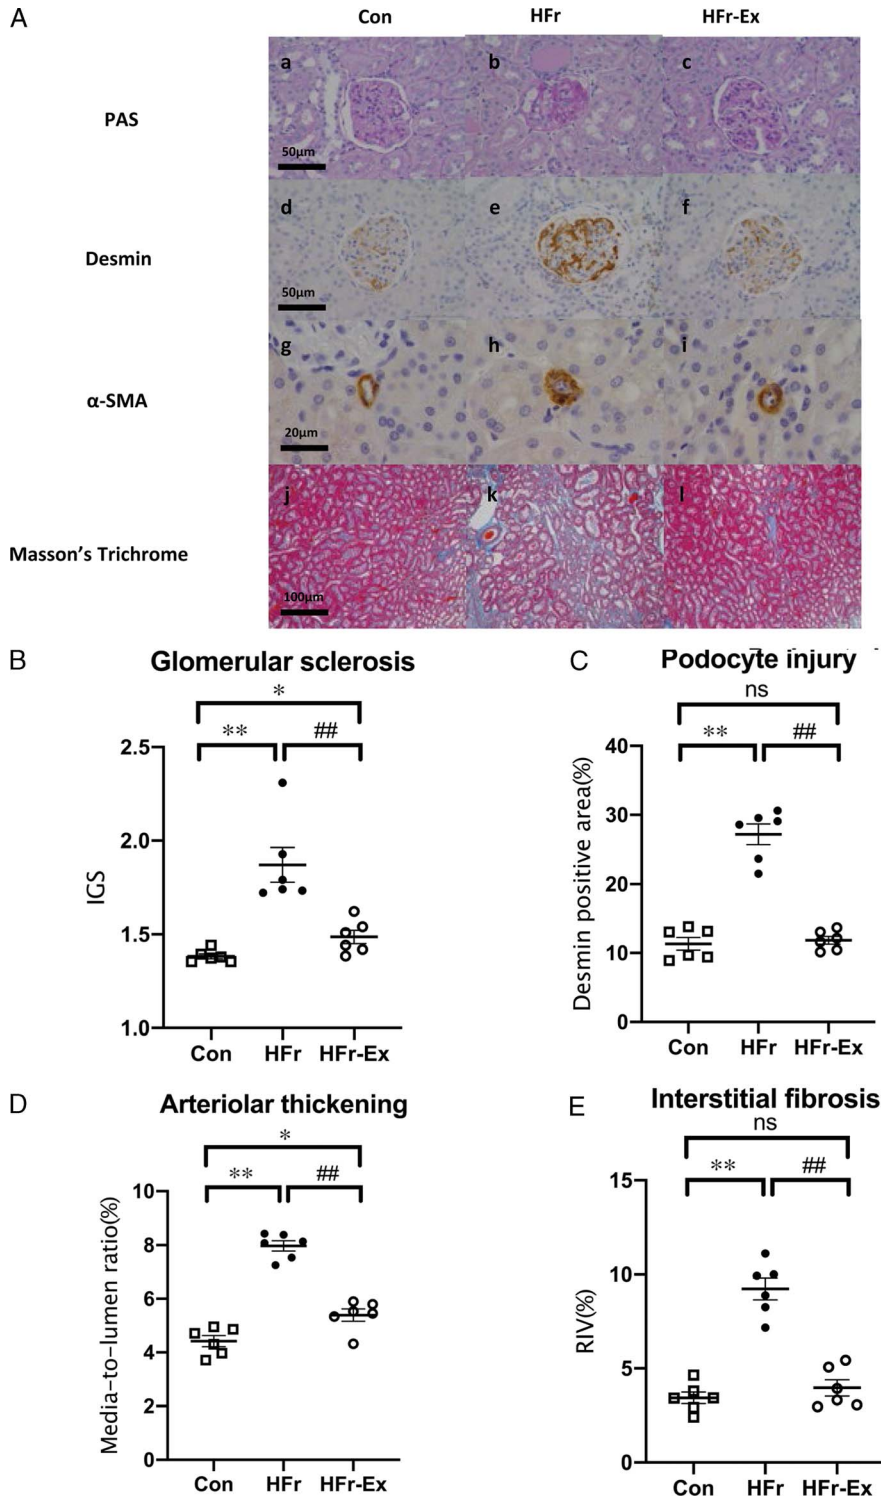 A
Con HFr HFr-Ex
PAS
a b c
50μm
Desmin
d e f
50μm
α-SMA
g h i
20μm
Masson’s Trichrome
j k l
100μm
B
Glomerular sclerosis
*
** ##
IGS
2.5
2.0
1.5
1.0
Con HFr HFr-Ex
C
Podocyte injury
ns
** ##
Desmin positive area(%)
40
30
20
10
0
Con HFr HFr-Ex
D
Arteriolar thickening
*
** ##
Media-to-lumen ratio(%)
10
8
6
4
2
0
Con HFr HFr-Ex
E
Interstitial fibrosis
ns
** ##
RIV(%)
15
10
5
0
Con HFr HFr-Ex